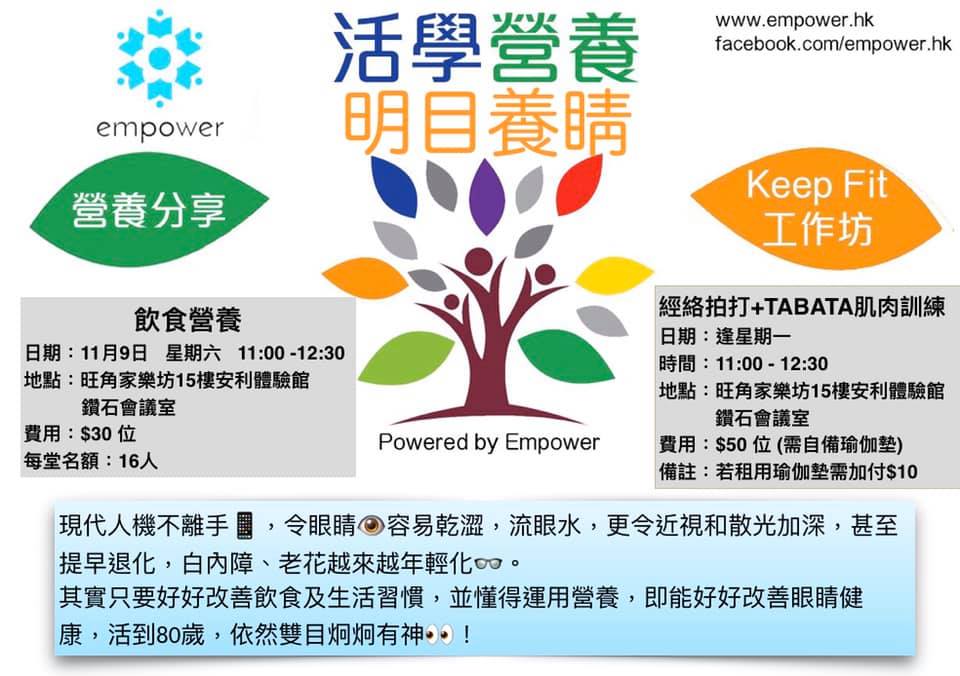 empower
活學營養
明目養睛
www.empower.hk
facebook.com/empower.hk
營養分享
Keep Fit
工作坊
飲食營養
日期：11月9日 星期六 11:00 -12:30
地點：旺角家樂坊15樓安利體驗館
鑽石會議室
費用：$30 位
每堂名額：16人
Powered by Empower
經絡拍打+TABATA肌肉訓練
日期：逢星期一
時間：11:00 - 12:30
地點：旺角家樂坊15樓安利體驗館
鑽石會議室
費用：$50 位 (需自備瑜伽墊)
備註：若租用瑜伽墊需加付$10
現代人機不離手📱，令眼睛👁容易乾澀，流眼水，更令近視和散光加深，甚至
提早退化，白內障、老花越來越年輕化👓。
其實只要好好改善飲食及生活習慣，並懂得運用營養，即能好好改善眼睛健
康，活到80歲，依然雙目炯炯有神👀！